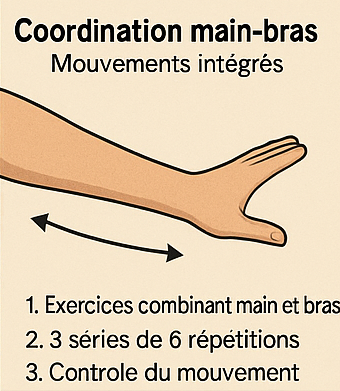 Coordination main-bras
Mouvements intégrés
1. Exercices combinant main et bras
2. 3 séries de 6 répétitions
3. Controle du mouvement